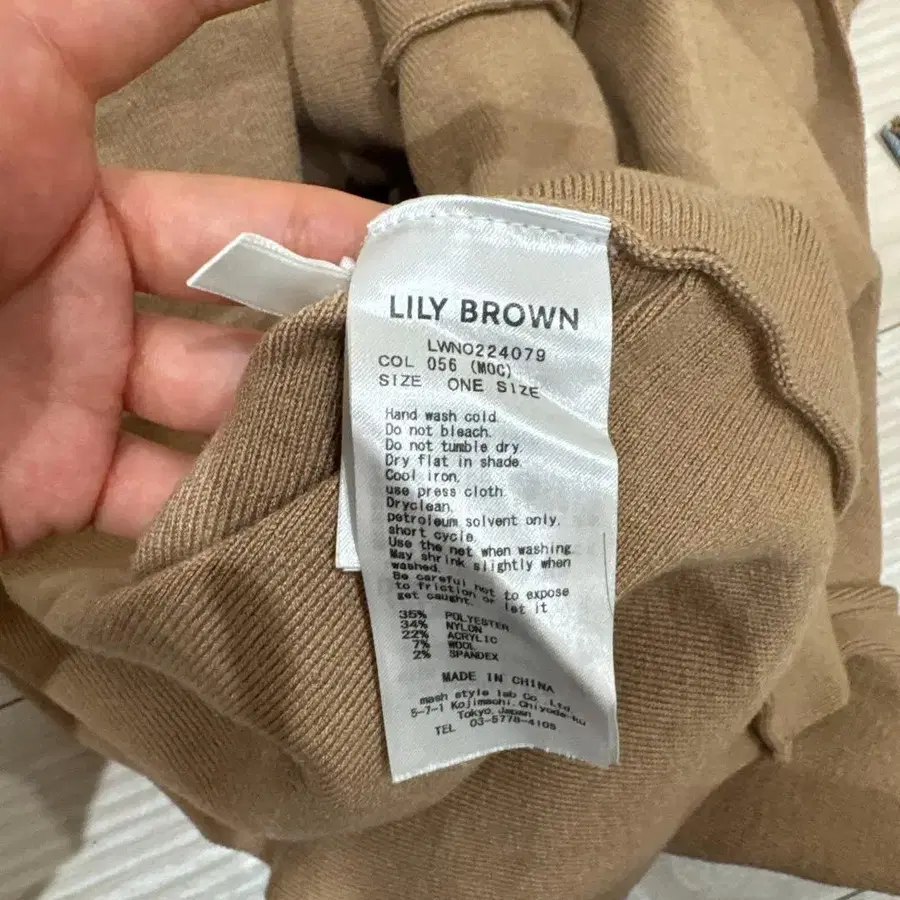 LILY BROWN
LWNO224079
COL 056 (MOC)
SIZE ONE SIZE
Hand wash cold.
Do not bleach.
Do not tumble dry.
Dry flat in shade.
Cool iron,
use press cloth.
Dryclean,
petroleum solvent only,
short cycle.
Use the net when washing.
May shrink slightly when
washed.
Be careful not to expose
to friction or let it
get caught.
35% POLYESTER
34% NYLON
22% ACRYLIC
7% WOOL
2% SPANDEX
MADE IN CHINA
mash style lab Co., Ltd.
5-7-1 Kojimachi, Chiyoda-ku
Tokyo, Japan
TEL 03-5778-4105